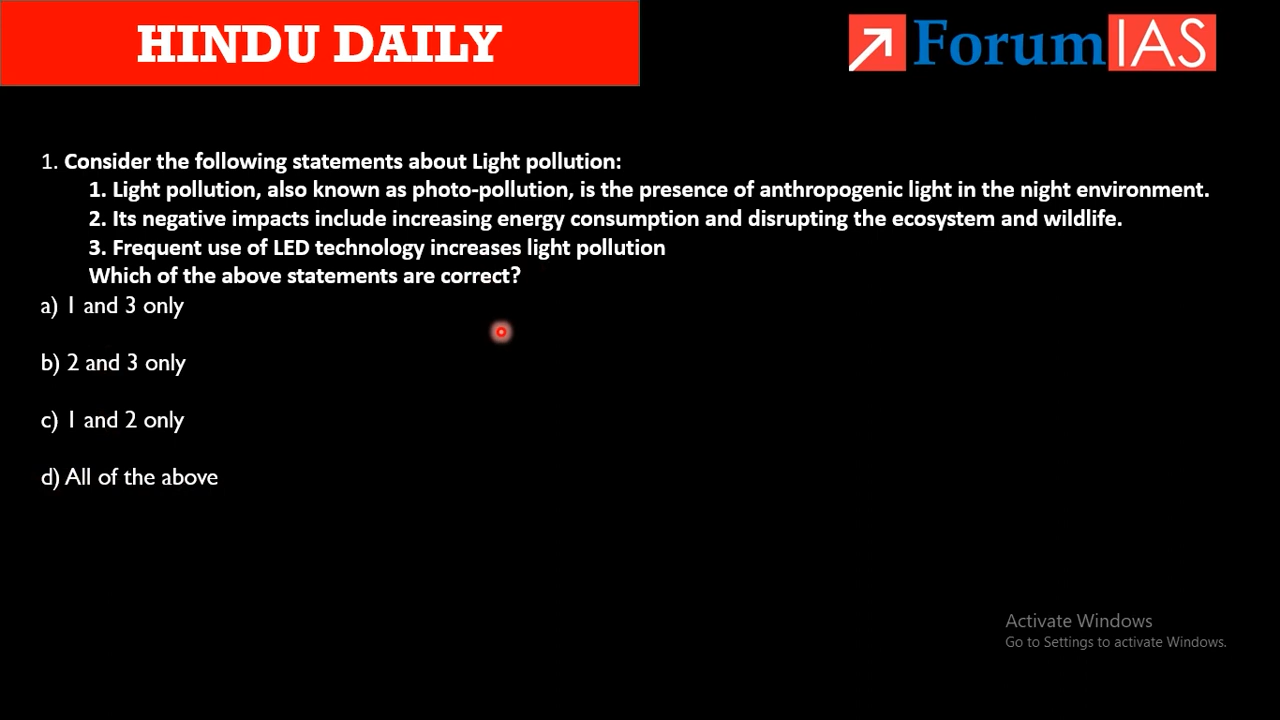 HINDU DAILY
ForumIAS
1. Consider the following statements about Light pollution:
1. Light pollution, also known as photo-pollution, is the presence of anthropogenic light in the night environment.
2. Its negative impacts include increasing energy consumption and disrupting the ecosystem and wildlife.
3. Frequent use of LED technology increases light pollution
Which of the above statements are correct?
a) 1 and 3 only
b) 2 and 3 only
c) 1 and 2 only
d) All of the above
Activate Windows
Go to Settings to activate Windows.